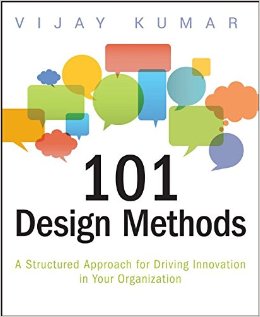 VIJAY KUMAR
101
Design Methods
A Structured Approach for Driving Innovation
in Your Organization